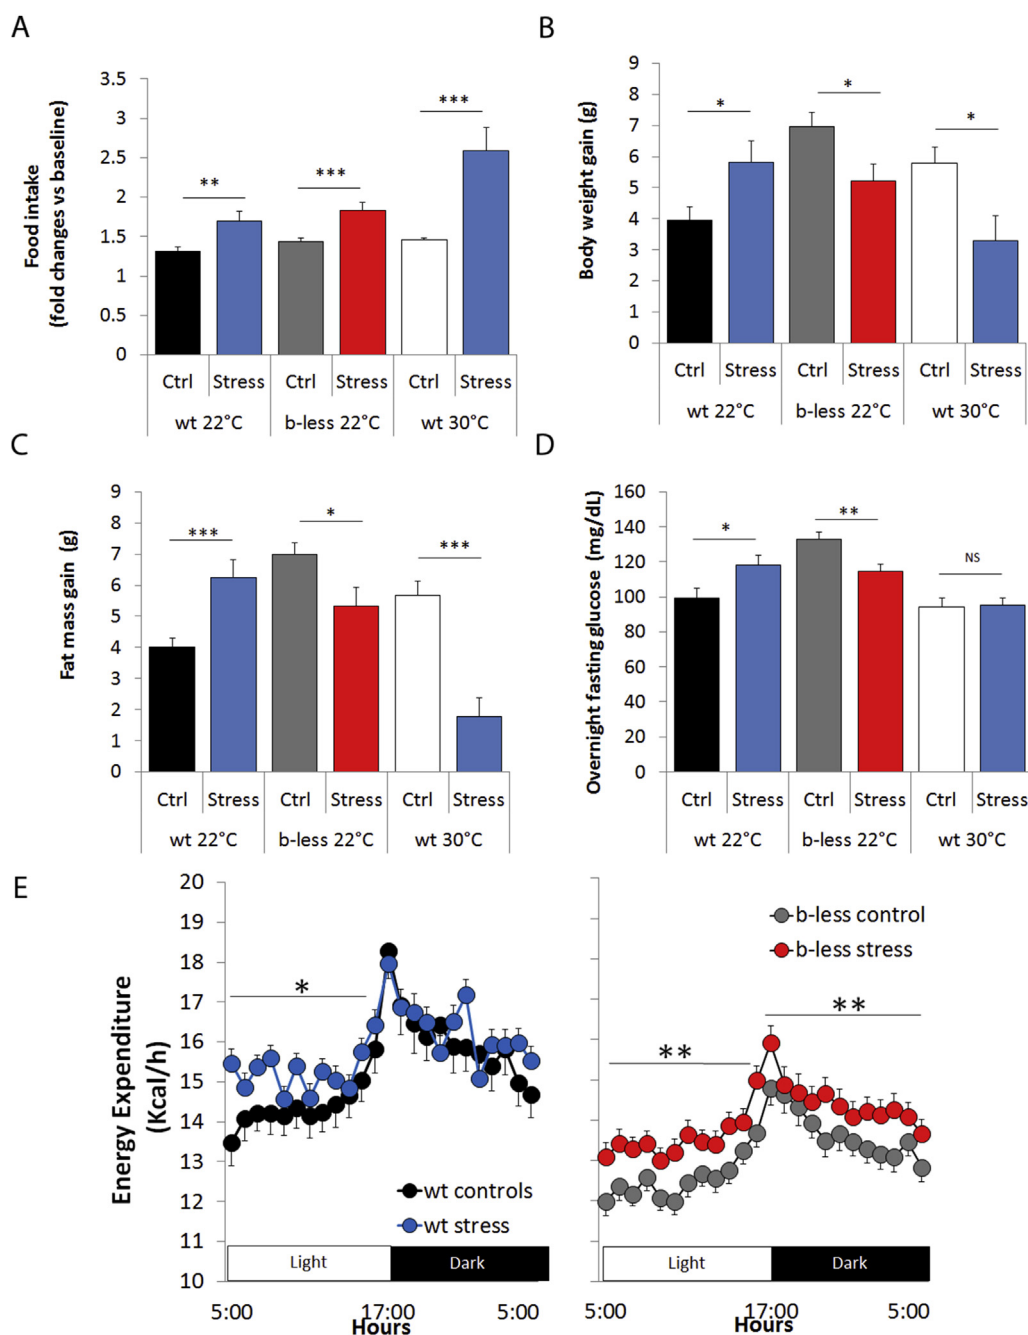 A
Food intake
(fold changes vs baseline)
3.5
3
2.5
2
1.5
1
0.5
0
**
***
***
Ctrl Stress Ctrl Stress Ctrl Stress
wt 22°C b-less 22°C wt 30°C
B
Body weight gain (g)
9
8
7
6
5
4
3
2
1
0
*
*
*
Ctrl Stress Ctrl Stress Ctrl Stress
wt 22°C b-less 22°C wt 30°C
C
Fat mass gain (g)
9
8
7
6
5
4
3
2
1
0
***
*
***
Ctrl Stress Ctrl Stress Ctrl Stress
wt 22°C b-less 22°C wt 30°C
D
Overnight fasting glucose (mg/dL)
160
140
120
100
80
60
40
20
0
*
**
NS
Ctrl Stress Ctrl Stress Ctrl Stress
wt 22°C b-less 22°C wt 30°C
E
Energy Expenditure
(Kcal/h)
20
19
18
17
16
15
14
13
12
11
10
*
wt controls
wt stress
Light Dark
5:00 17:00 5:00
Hours
b-less control
b-less stress
**
**
Light Dark
5:00 17:00 5:00
Hours